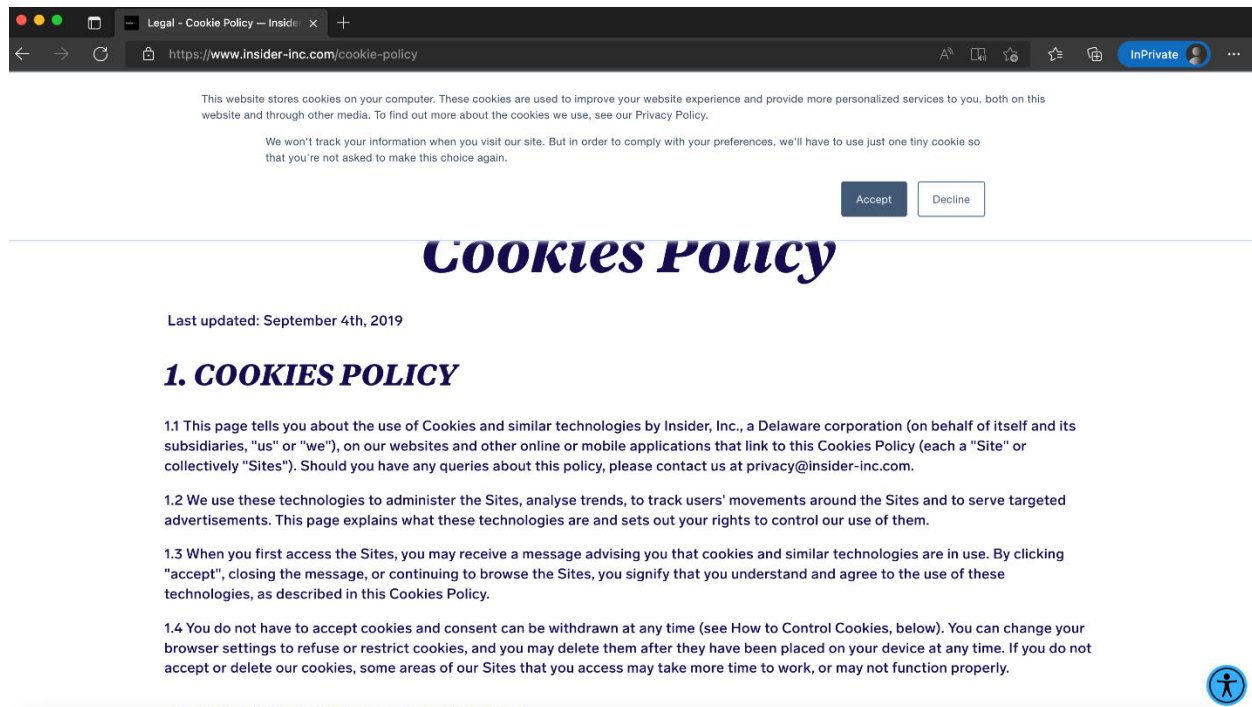 Legal - Cookie Policy — Inside
https://www.insider-inc.com/cookie-policy
InPrivate
This website stores cookies on your computer. These cookies are used to improve your website experience and provide more personalized services to you, both on this
website and through other media. To find out more about the cookies we use, see our Privacy Policy.
We won't track your information when you visit our site. But in order to comply with your preferences, we'll have to use just one tiny cookie so
that you're not asked to make this choice again.
Accept
Decline
Cookies Policy
Last updated: September 4th, 2019
1. COOKIES POLICY
1.1 This page tells you about the use of Cookies and similar technologies by Insider, Inc., a Delaware corporation (on behalf of itself and its
subsidiaries, "us" or "we"), on our websites and other online or mobile applications that link to this Cookies Policy (each a "Site" or
collectively "Sites"). Should you have any queries about this policy, please contact us at privacy@insider-inc.com.
1.2 We use these technologies to administer the Sites, analyse trends, to track users' movements around the Sites and to serve targeted
advertisements. This page explains what these technologies are and sets out your rights to control our use of them.
1.3 When you first access the Sites, you may receive a message advising you that cookies and similar technologies are in use. By clicking
"accept", closing the message, or continuing to browse the Sites, you signify that you understand and agree to the use of these
technologies, as described in this Cookies Policy.
1.4 You do not have to accept cookies and consent can be withdrawn at any time (see How to Control Cookies, below). You can change your
browser settings to refuse or restrict cookies, and you may delete them after they have been placed on your device at any time. If you do not
accept or delete our cookies, some areas of our Sites that you access may take more time to work, or may not function properly.